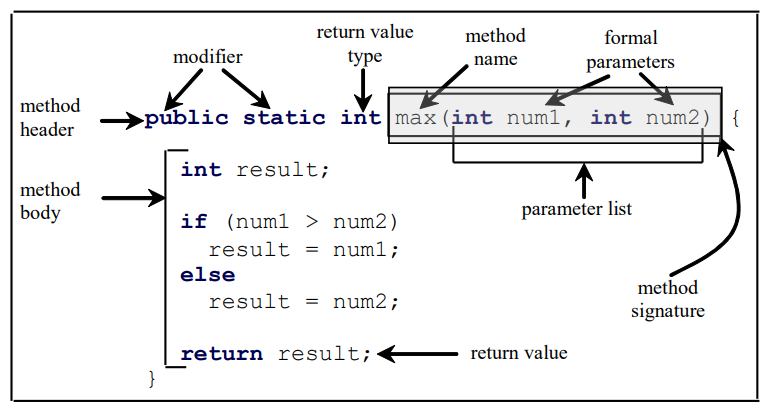 return value
type
method
name
formal
parameters
modifier
method
header
public static int max(int num1, int num2) {
int result;
method
body
parameter list
if (num1 > num2)
result = num1;
else
result = num2;
method
signature
return result;
return value
}